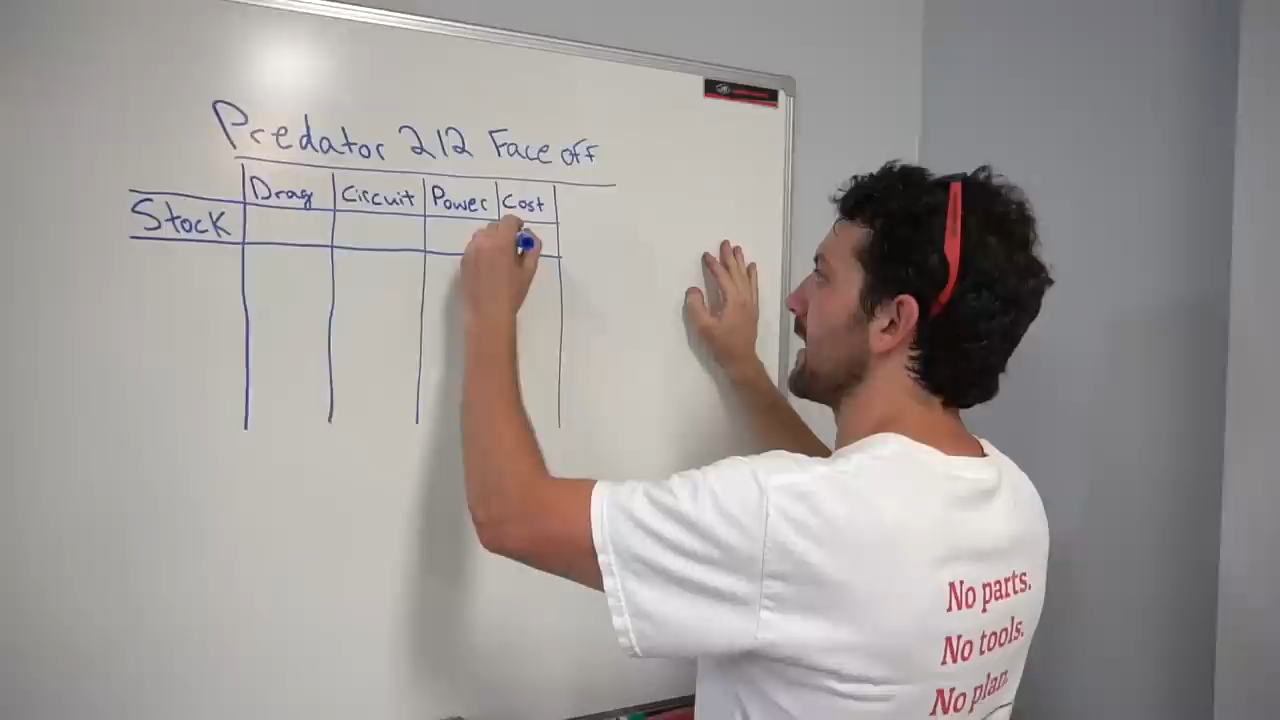 Predator 212 Face off
Drag Circuit Power Cost
Stock
No parts.
No tools.
No plan.